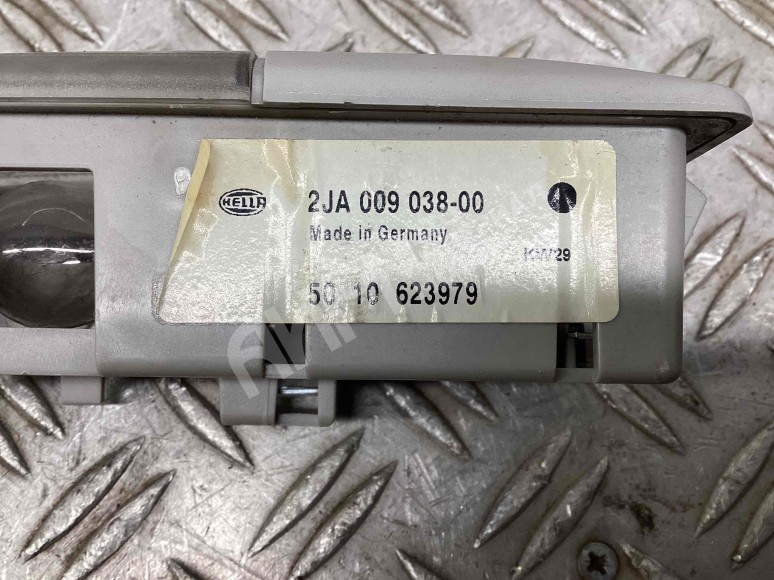 HELLA 2JA 009 038-00
Made in Germany
KW29
50 10 623979